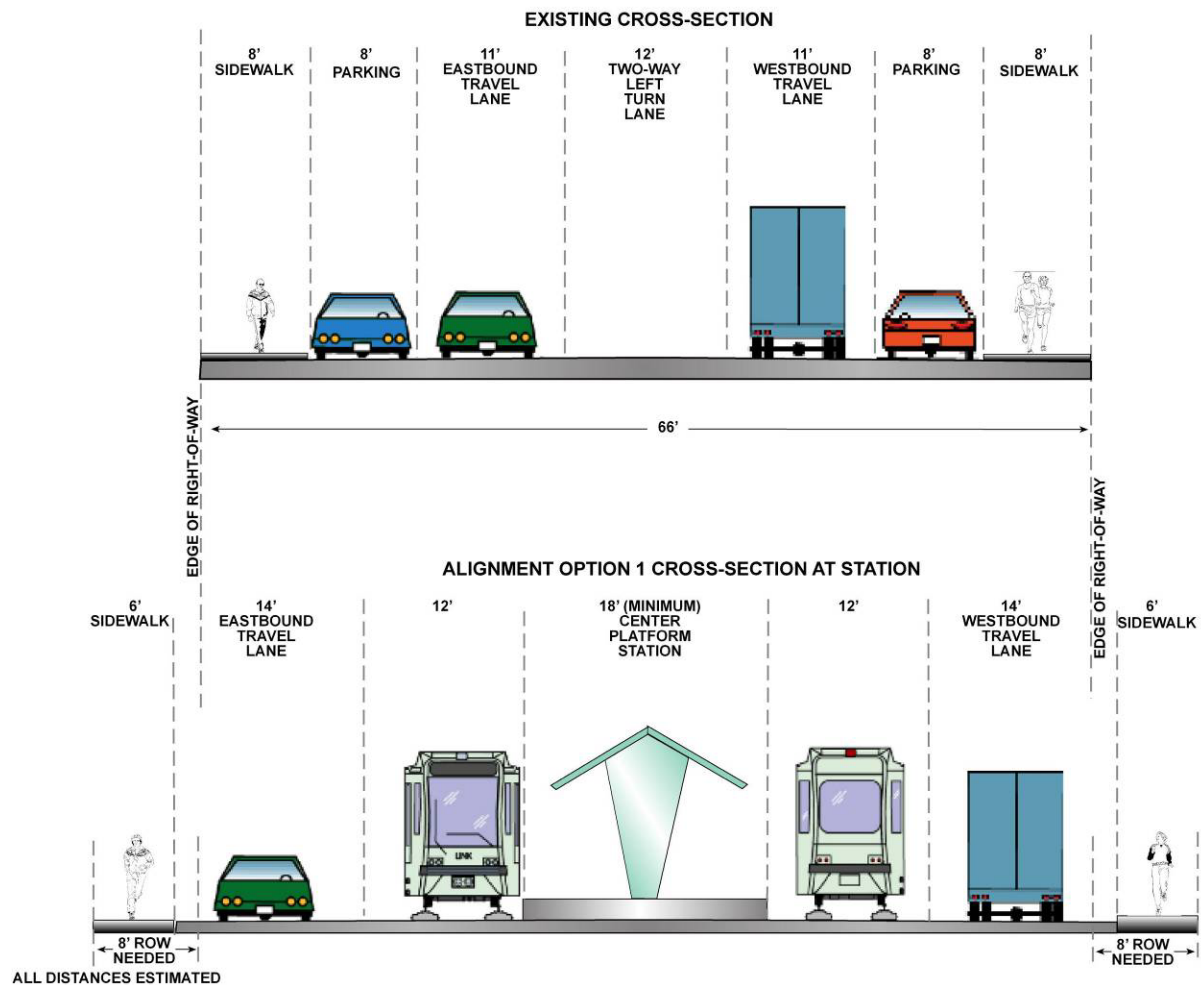 EXISTING CROSS-SECTION
8'
SIDEWALK
8'
PARKING
11'
EASTBOUND
TRAVEL
LANE
12'
TWO-WAY
LEFT
TURN
LANE
11'
WESTBOUND
TRAVEL
LANE
8'
PARKING
8'
SIDEWALK
66'
EDGE OF RIGHT-OF-WAY
EDGE OF RIGHT-OF-WAY
ALIGNMENT OPTION 1 CROSS-SECTION AT STATION
6'
SIDEWALK
14'
EASTBOUND
TRAVEL
LANE
12'
18' (MINIMUM)
CENTER
PLATFORM
STATION
12'
14'
WESTBOUND
TRAVEL
LANE
6'
SIDEWALK
LINK
8' ROW
NEEDED
8' ROW
NEEDED
ALL DISTANCES ESTIMATED